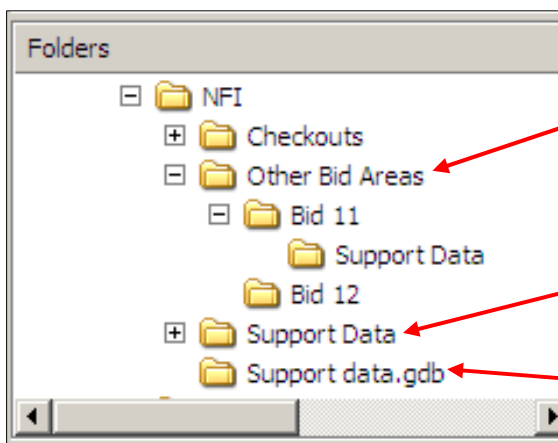 Folders
NFI
Checkouts
Other Bid Areas
Bid 11
Support Data
Bid 12
Support Data
Support data.gdb